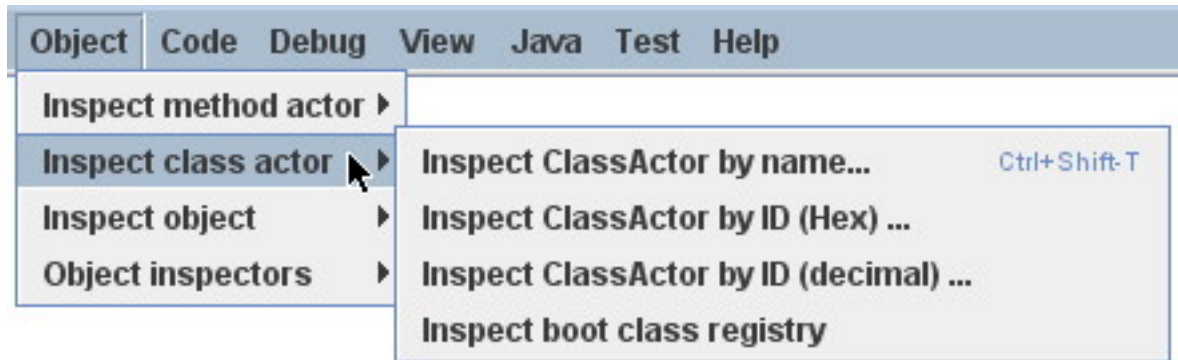 Object Code Debug View Java Test Help
Inspect method actor
Inspect class actor
Inspect object
Object inspectors
Inspect ClassActor by name... Ctrl+Shift-T
Inspect ClassActor by ID (Hex) ...
Inspect ClassActor by ID (decimal) ...
Inspect boot class registry